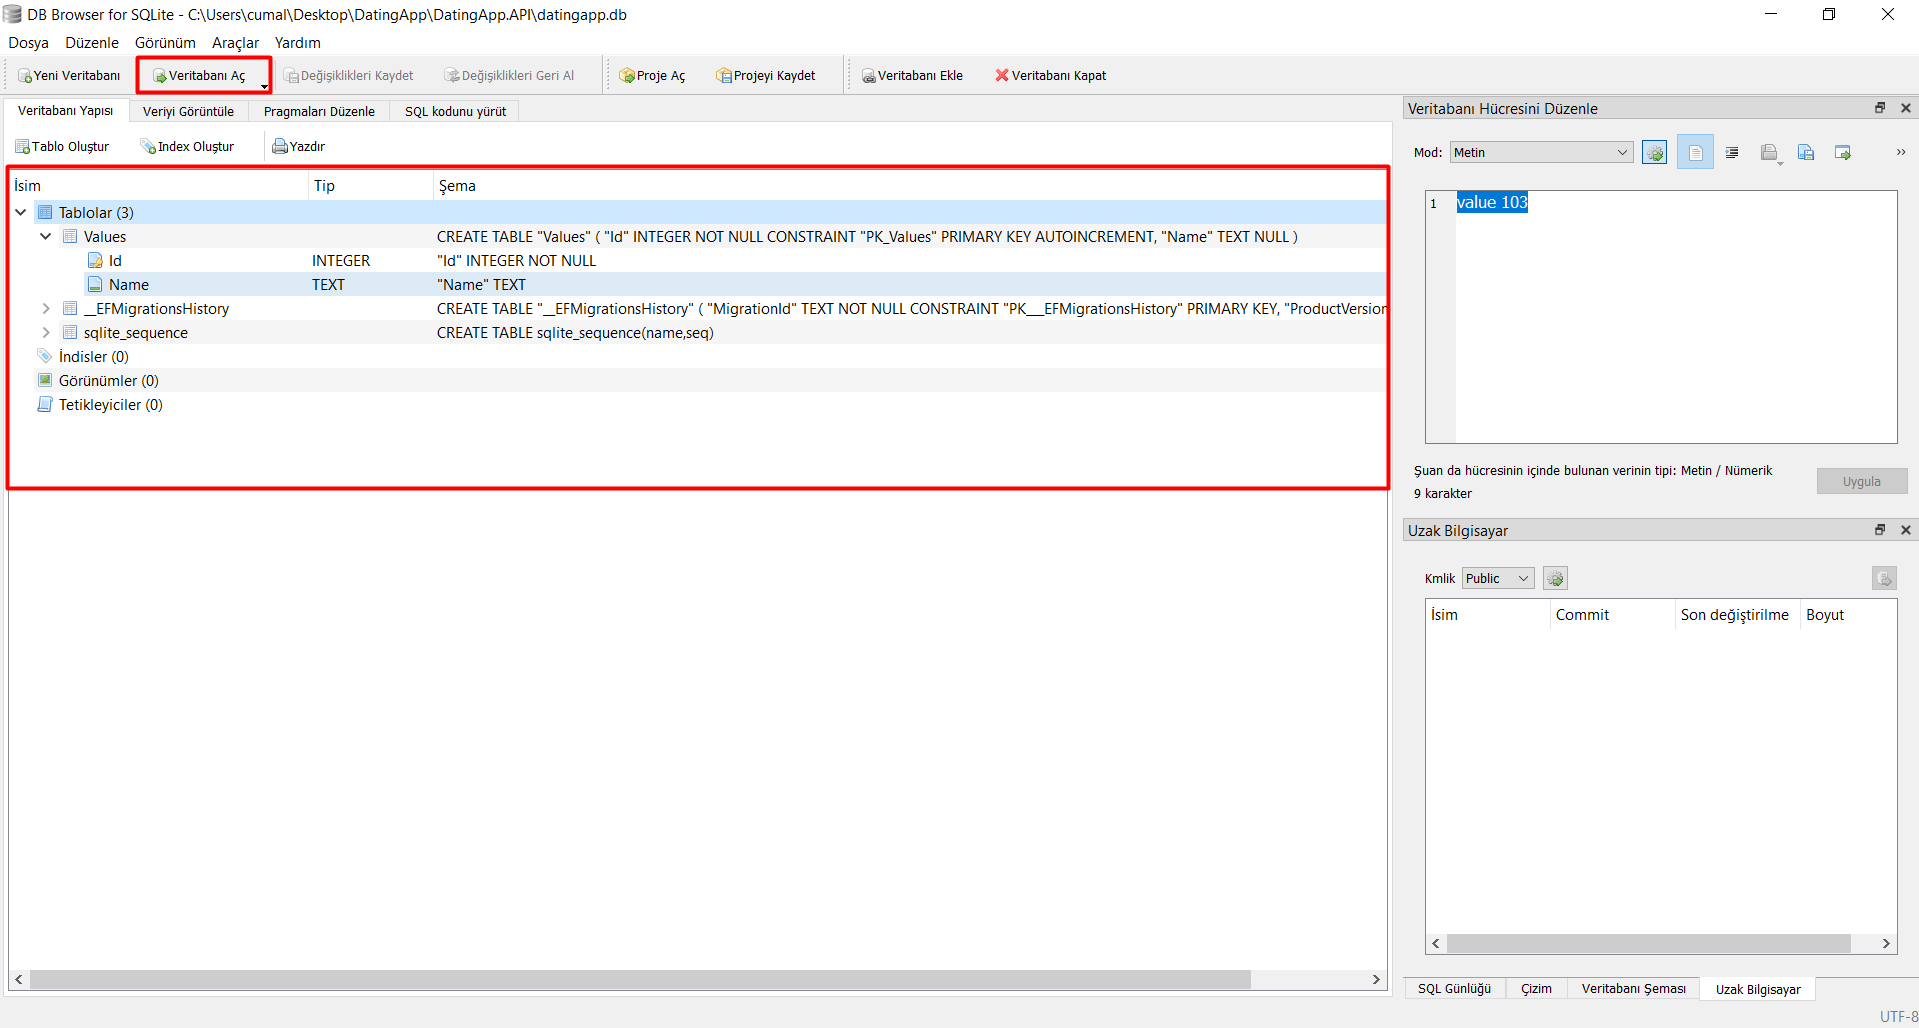 DB Browser for SQLite - C:\Users\cumal\Desktop\DatingApp\DatingApp.API\datingapp.db
Dosya Düzenle Görünüm Araçlar Yardım
Yeni Veritabanı Veritabanı Aç Değişiklikleri Kaydet Değişiklikleri Geri Al Proje Aç Projeyi Kaydet Veritabanı Ekle Veritabanı Kapat
Veritabanı Yapısı Veriyi Görüntüle Pragmaları Düzenle SQL kodunu yürüt
Tablo Oluştur Index Oluştur Yazdır
İsim Tip Şema
Tablolar (3)
Values CREATE TABLE "Values" ( "Id" INTEGER NOT NULL CONSTRAINT "PK_Values" PRIMARY KEY AUTOINCREMENT, "Name" TEXT NULL )
Id INTEGER "Id" INTEGER NOT NULL
Name TEXT "Name" TEXT
__EFMigrationsHistory CREATE TABLE "__EFMigrationsHistory" ( "MigrationId" TEXT NOT NULL CONSTRAINT "PK___EFMigrationsHistory" PRIMARY KEY, "ProductVersion
sqlite_sequence CREATE TABLE sqlite_sequence(name,seq)
İndisler (0)
Görünümler (0)
Tetikleyiciler (0)
Veritabanı Hücresini Düzenle
Mod: Metin
1 value 103
Şuan da hücresinin içinde bulunan verinin tipi: Metin / Nümerik
9 karakter
Uygula
Uzak Bilgisayar
Kmlik Public
İsim Commit Son değiştirilme Boyut
SQL Günlüğü Çizim Veritabanı Şeması Uzak Bilgisayar
UTF-8